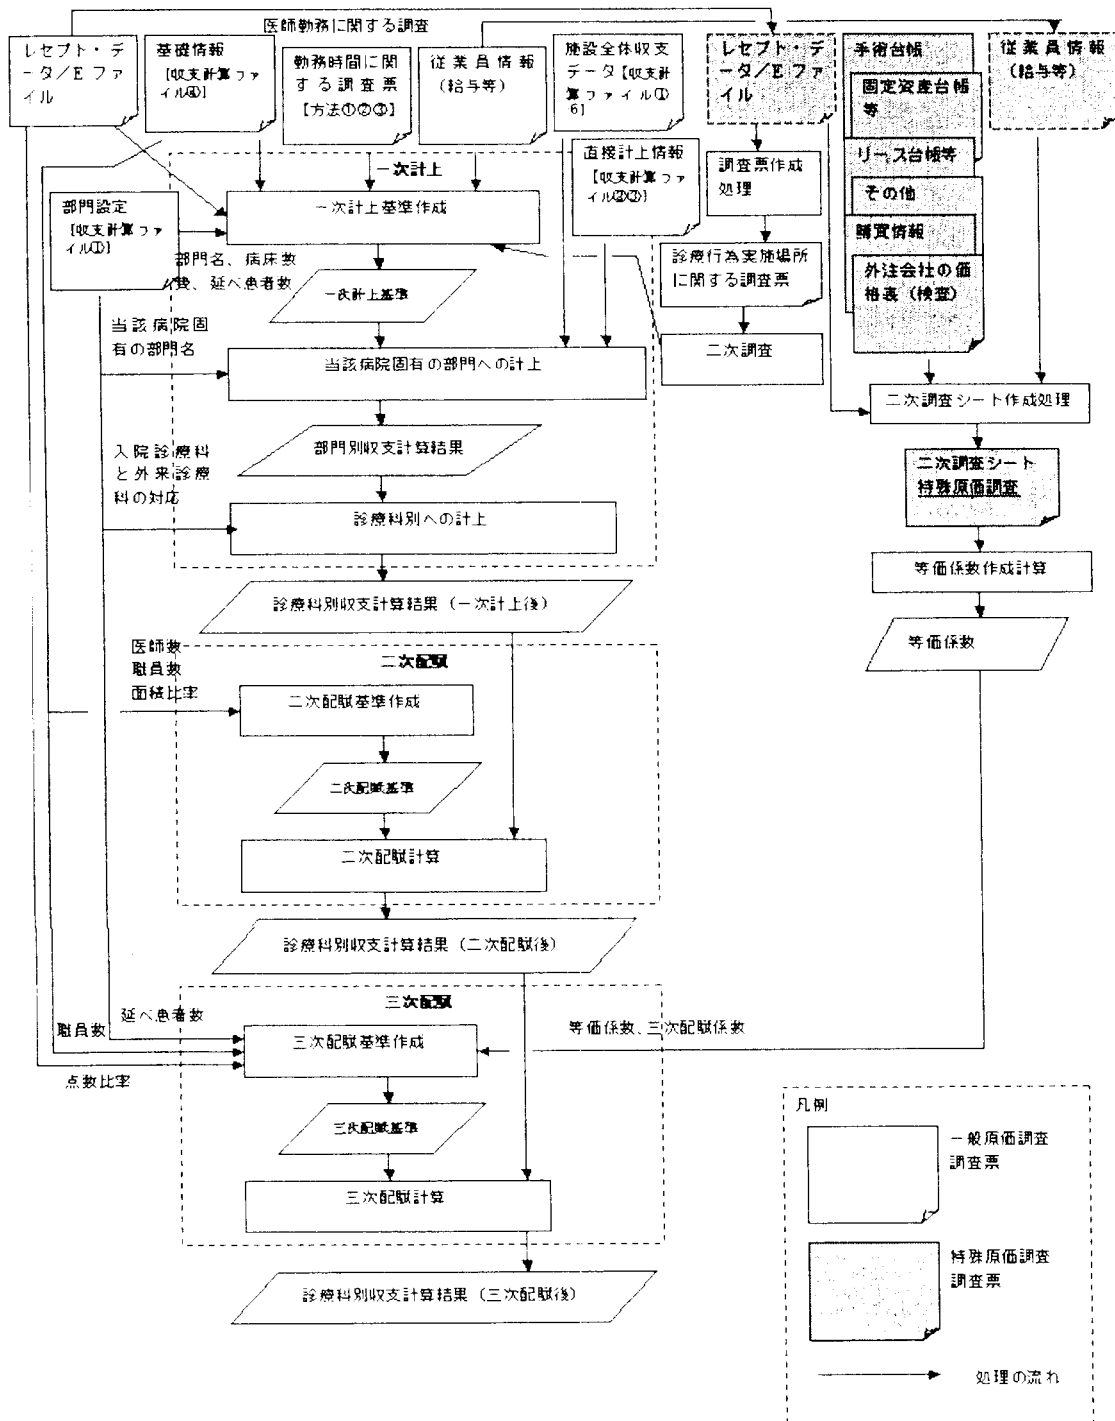 医師勤務に関する調査
レセプト・デ
ータ/E ファ
イル
基礎情報
【収支計算ファ
イル④】
勤務時間に関
する調査票
【方法①②③】
従業員情報
(給与等)
施設全体収支
データ【収支計
算ファイル①
6】
レセプト・デ
ータ/E ファ
イル
手術台帳
固定資産台帳
等
リース台帳等
その他
購買情報
外注会社の価
格表(検査)
従業員情報
(給与等)
直接計上情報
【収支計算ファ
イル②③】
調査票作成
処理
一次計上
部門設定
【収支計算ファ
イル①】
一次計上基準作成
診療行為実施場所
に関する調査票
部門名、病床数
費、延べ患者数
一次計上基準
二次調査
当該病院固
有の部門名
当該病院固有の部門への計上
二次調査シート作成処理
部門別収支計算結果
入院診療科
と外来診療
科の対応
二次調査シート
特殊原価調査
診療科別への計上
等価係数作成計算
診療科別収支計算結果(一次計上後)
等価係数
医師数
職員数
面積比率
二次配賦
二次配賦基準作成
二次配賦基準
二次配賦計算
診療科別収支計算結果(二次配賦後)
三次配賦
延べ患者数
職員数
点数比率
三次配賦基準作成
等価係数、三次配賦係数
三次配賦基準
三次配賦計算
診療科別収支計算結果(三次配賦後)
凡例
一般原価調査
調査票
特殊原価調査
調査票
処理の流れ